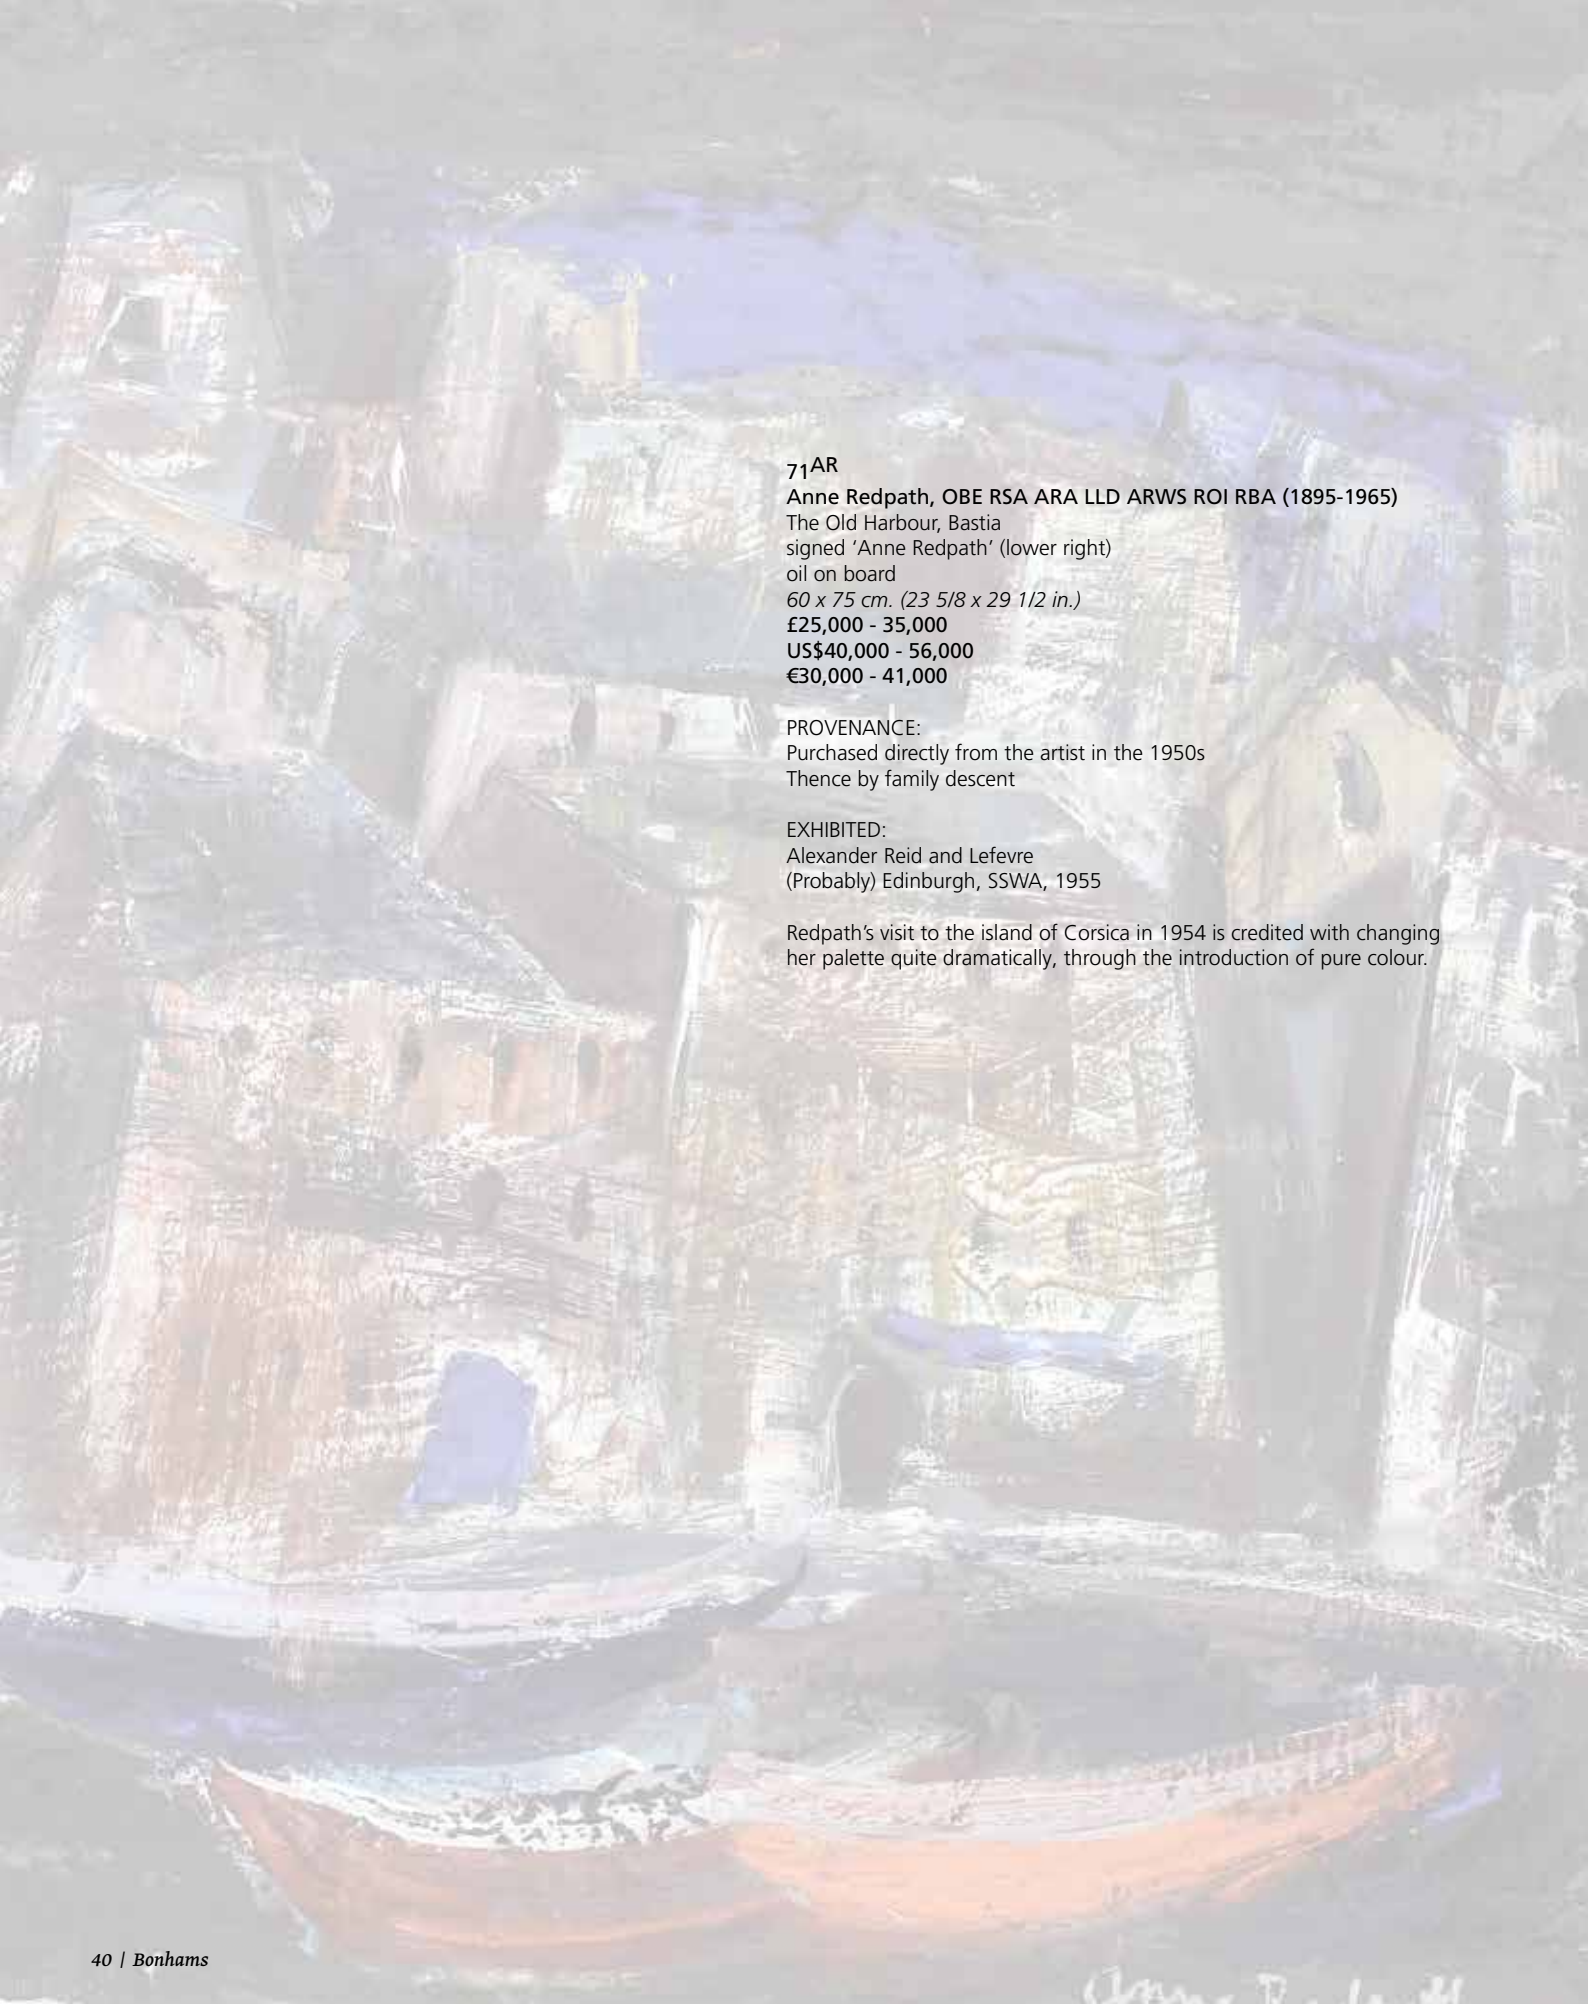 71AR
Anne Redpath, OBE RSA ARA LLD ARWS ROI RBA (1895-1965)
The Old Harbour, Bastia
signed ‘Anne Redpath’ (lower right)
oil on board
60 x 75 cm. (23 5/8 x 29 1/2 in.)
£25,000 - 35,000
US$40,000 - 56,000
€30,000 - 41,000
PROVENANCE:
Purchased directly from the artist in the 1950s
Thence by family descent
EXHIBITED:
Alexander Reid and Lefevre
(Probably) Edinburgh, SSWA, 1955
Redpath’s visit to the island of Corsica in 1954 is credited with changing
her palette quite dramatically, through the introduction of pure colour.
40 | Bonhams
Anne Redpath